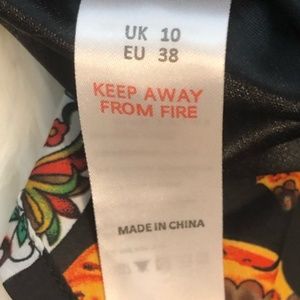 UK 10
EU 38
KEEP AWAY
FROM FIRE
MADE IN CHINA